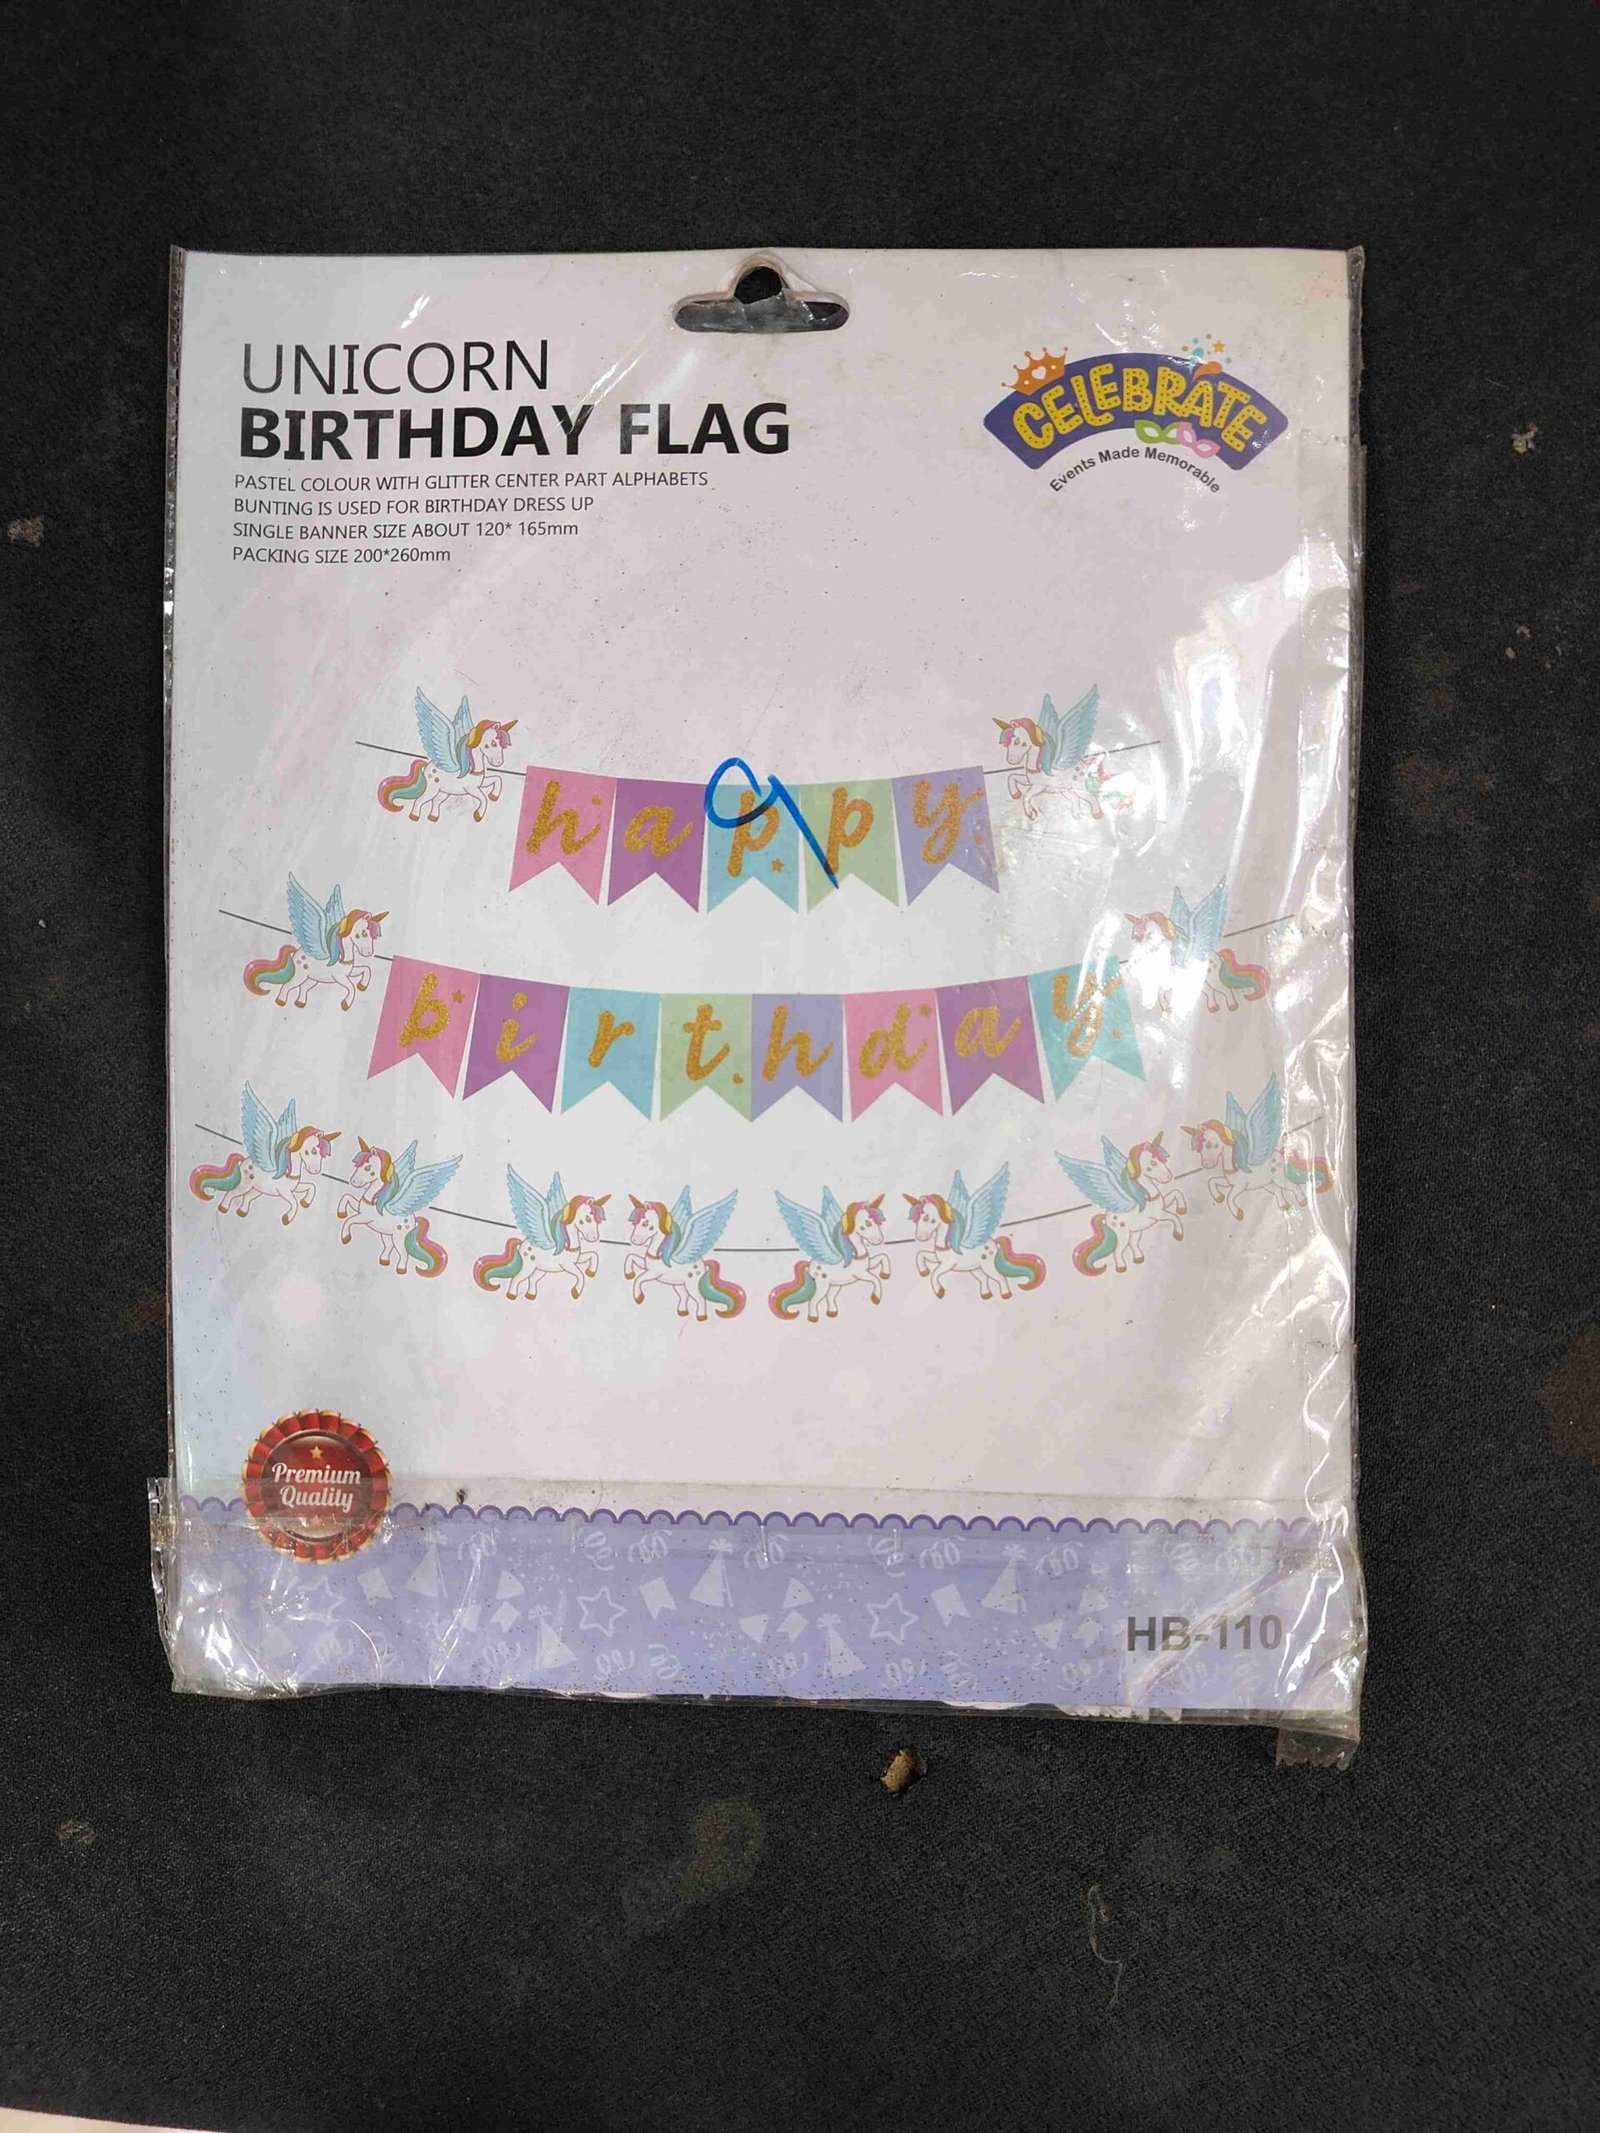 UNICORN
BIRTHDAY FLAG
PASTEL COLOUR WITH GLITTER CENTER PART ALPHABETS
BUNTING IS USED FOR BIRTHDAY DRESS UP
SINGLE BANNER SIZE ABOUT 120* 165mm
PACKING SIZE 200*260mm
CELEBRATE
Events Made Memorable
happy
birthday
Premium
Quality
HB-110